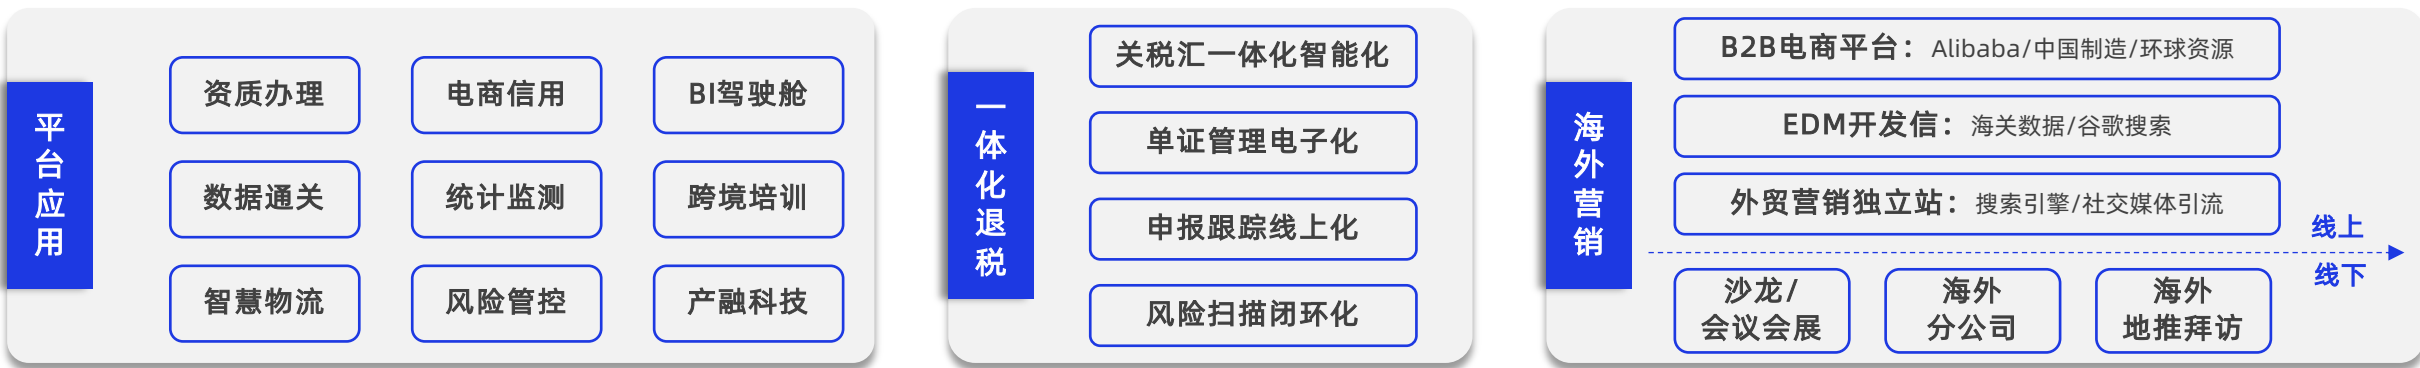 平台应用
资质办理
电商信用
BI驾驶舱
数据通关
统计监测
跨境培训
智慧物流
风险管控
产融科技
一体化退税
关税汇一体化智能化
单证管理电子化
申报跟踪线上化
风险扫描闭环化
海外营销
B2B电商平台：Alibaba/中国制造/环球资源
EDM开发信：海关数据/谷歌搜索
外贸营销独立站：搜索引擎/社交媒体引流
线上
线下
沙龙/
会议会展
海外
分公司
海外
地推拜访